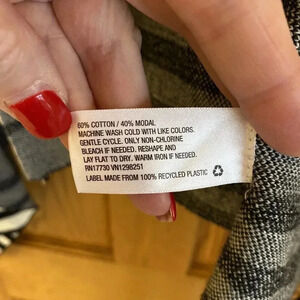 60% COTTON / 40% MODAL
MACHINE WASH COLD WITH LIKE COLORS.
GENTLE CYCLE. ONLY NON-CHLORINE
BLEACH IF NEEDED. RESHAPE AND
LAY FLAT TO DRY. WARM IRON IF NEEDED.
RN17730 VN1298251
LABEL MADE FROM 100% RECYCLED PLASTIC